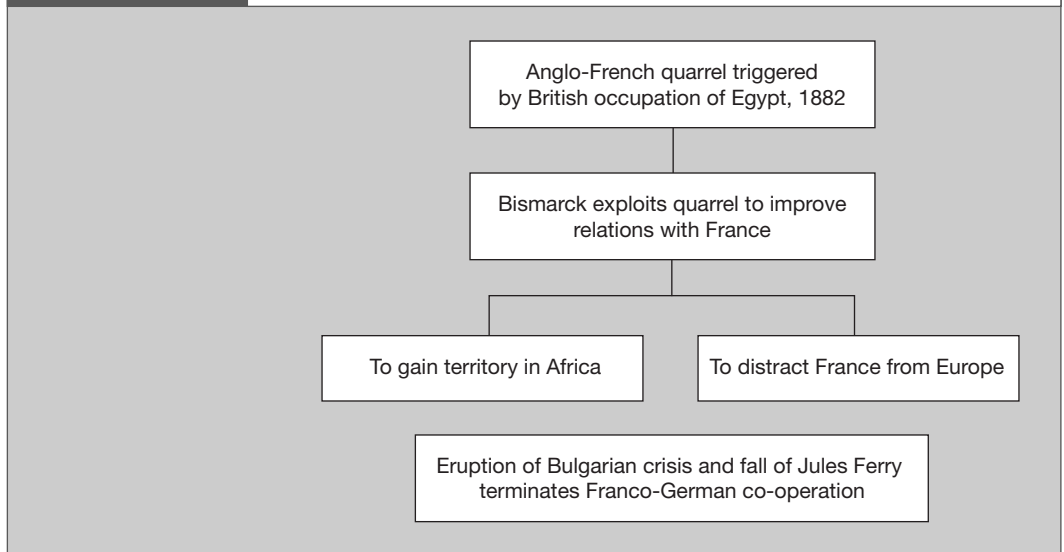 Anglo-French quarrel triggered
by British occupation of Egypt, 1882
Bismarck exploits quarrel to improve
relations with France
To gain territory in Africa
To distract France from Europe
Eruption of Bulgarian crisis and fall of Jules Ferry
terminates Franco-German co-operation